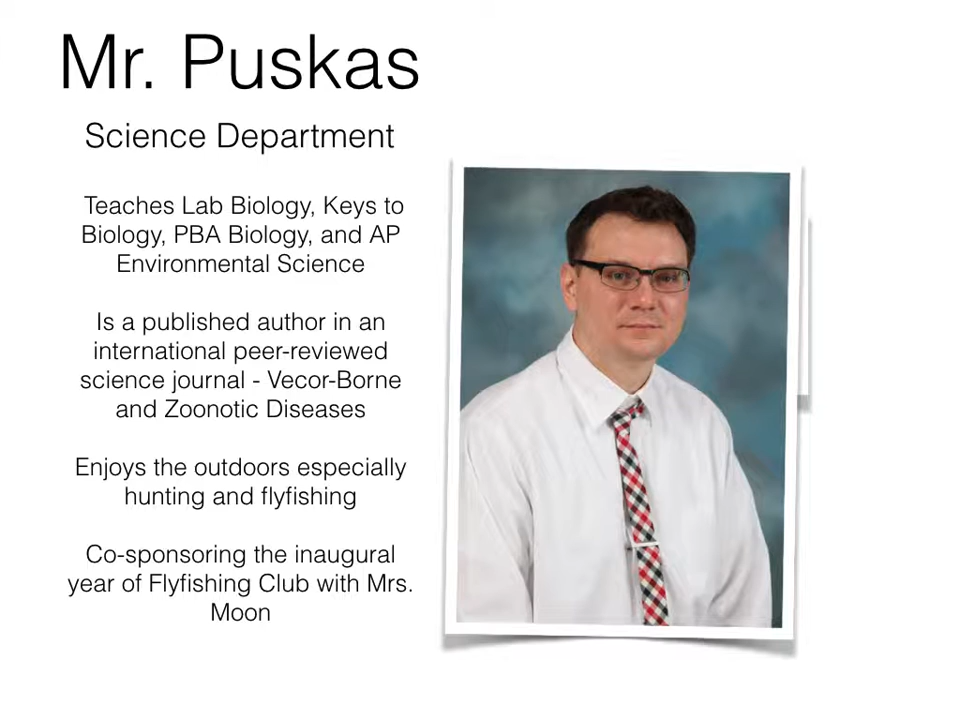 Mr. Puskas
Science Department
Teaches Lab Biology, Keys to
Biology, PBA Biology, and AP
Environmental Science
Is a published author in an
international peer-reviewed
science journal - Vecor-Borne
and Zoonotic Diseases
Enjoys the outdoors especially
hunting and flyfishing
Co-sponsoring the inaugural
year of Flyfishing Club with Mrs.
Moon